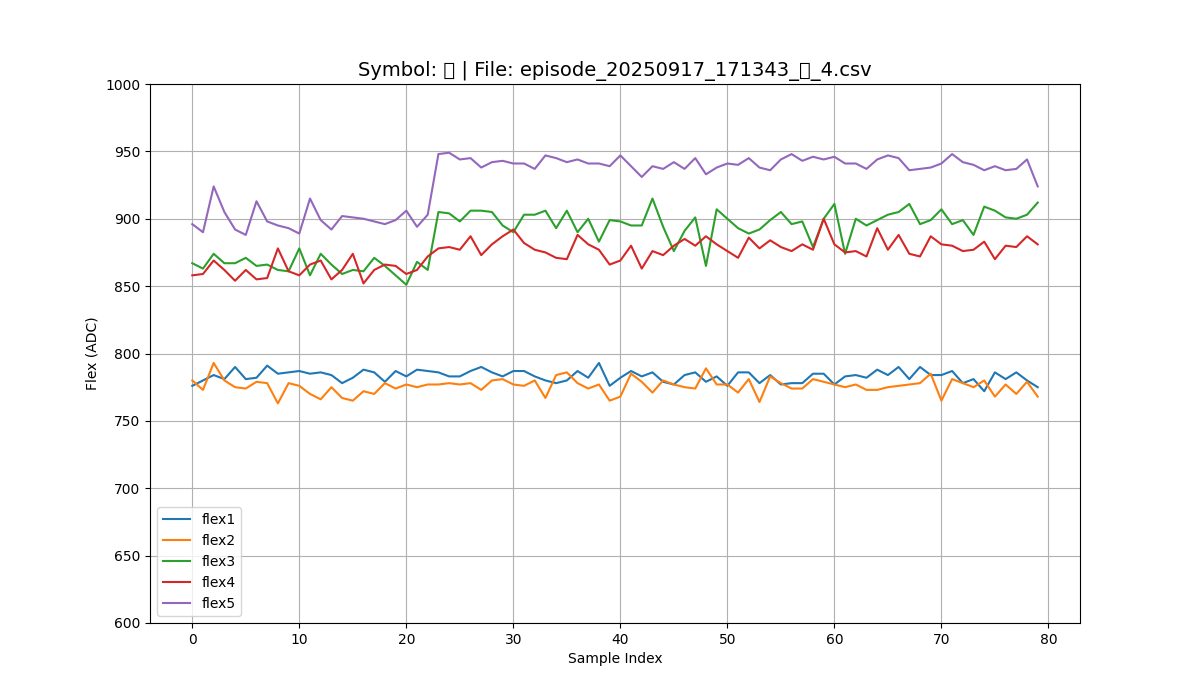 Symbol: | File: episode_20250917_171343__4.csv
Flex (ADC)
1000
950
900
850
800
750
700
650
600
flex1
flex2
flex3
flex4
flex5
0 10 20 30 40 50 60 70 80
Sample Index